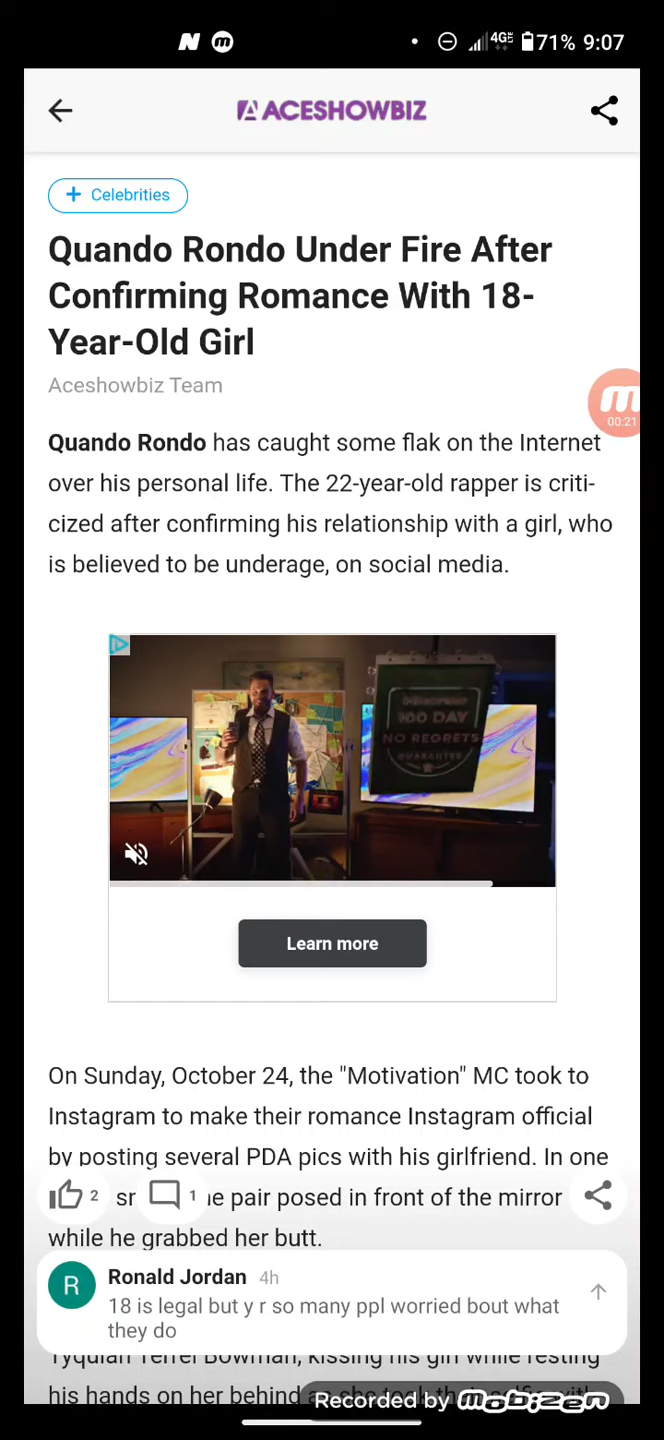 N m 4G 71% 9:07
ACESHOWBIZ
+ Celebrities
Quando Rondo Under Fire After
Confirming Romance With 18-
Year-Old Girl
Aceshowbiz Team
00:21
Quando Rondo has caught some flak on the Internet
over his personal life. The 22-year-old rapper is criti-
cized after confirming his relationship with a girl, who
is believed to be underage, on social media.
100 DAY
NO REGRETS
GUARANTEE
Learn more
On Sunday, October 24, the "Motivation" MC took to
Instagram to make their romance Instagram official
by posting several PDA pics with his girlfriend. In one
2 1 pair posed in front of the mirror
while he grabbed her butt.
R
Ronald Jordan 4h
18 is legal but y r so many ppl worried bout what
they do
Tyquian Terrel Bowman, kissing his girl while resting
his hands on her behind
Recorded by mobizen